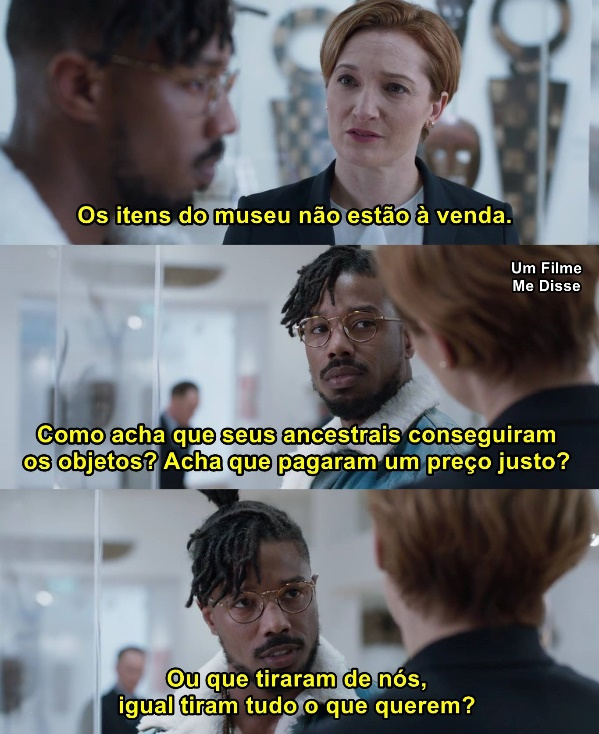 Os itens do museu não estão à venda.
Um Filme
Me Disse
Como acha que seus ancestrais conseguiram
os objetos? Acha que pagaram um preço justo?
Ou que tiraram de nós,
igual tiram tudo o que querem?